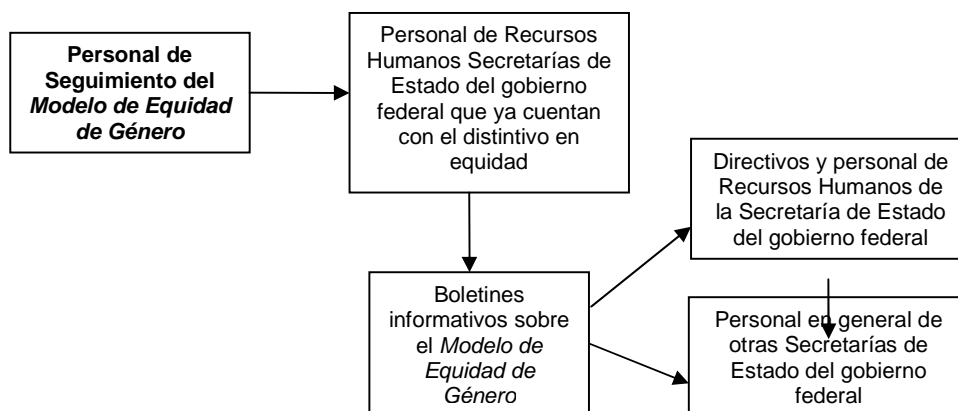 Personal de
Seguimiento del
Modelo de Equidad
de Género
Personal de Recursos
Humanos Secretarías de
Estado del gobierno
federal que ya cuentan
con el distintivo en
equidad
Directivos y personal de
Recursos Humanos de
la Secretaría de Estado
del gobierno federal
Boletines
informativos sobre
el Modelo de
Equidad de
Género
Personal en general de
otras Secretarías de
Estado del gobierno
federal